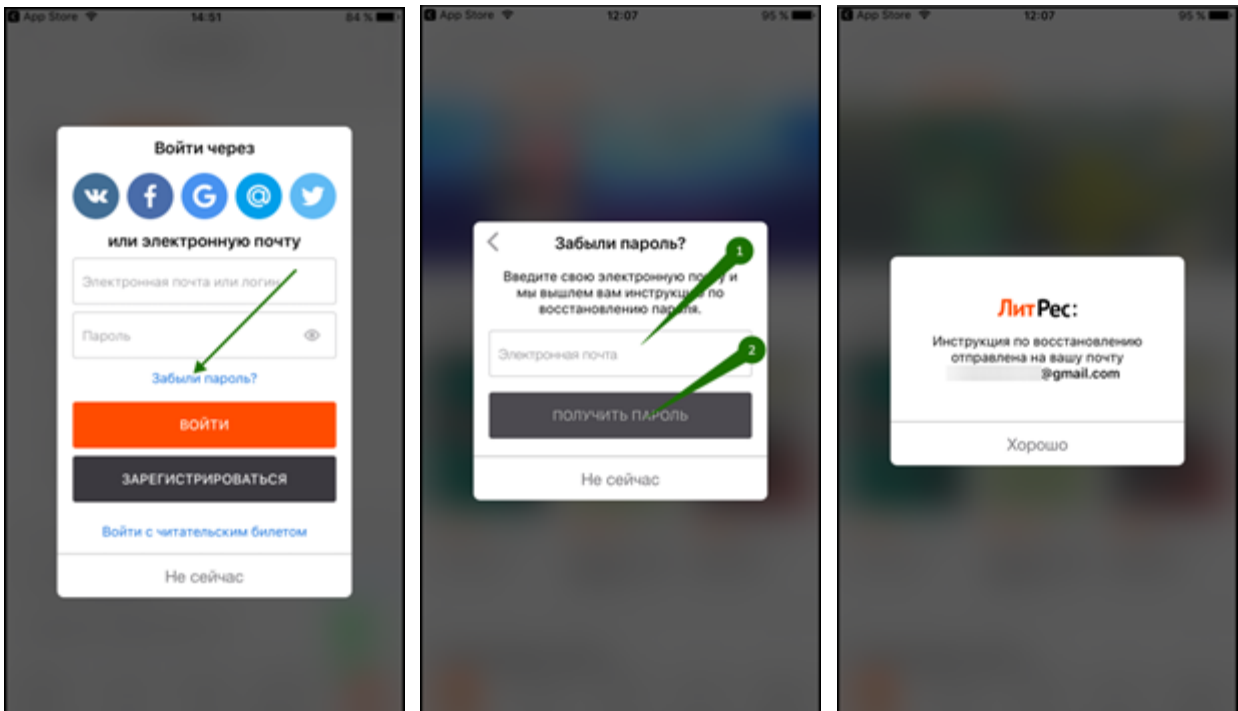 App Store 14:51 84 %
Войти через
или электронную почту
Электронная почта или логин
Пароль
Забыли пароль?
ВОЙТИ
ЗАРЕГИСТРИРОВАТЬСЯ
Войти с читательским билетом
Не сейчас
App Store 12:07 95 %
Забыли пароль?
1
Введите свою электронную почту и
мы вышлем вам инструкцию по
восстановлению пароля.
2
Электронная почта
ПОЛУЧИТЬ ПАРОЛЬ
Не сейчас
App Store 12:07 95 %
ЛитРес:
Инструкция по восстановлению
отправлена на вашу почту
@gmail.com
Хорошо